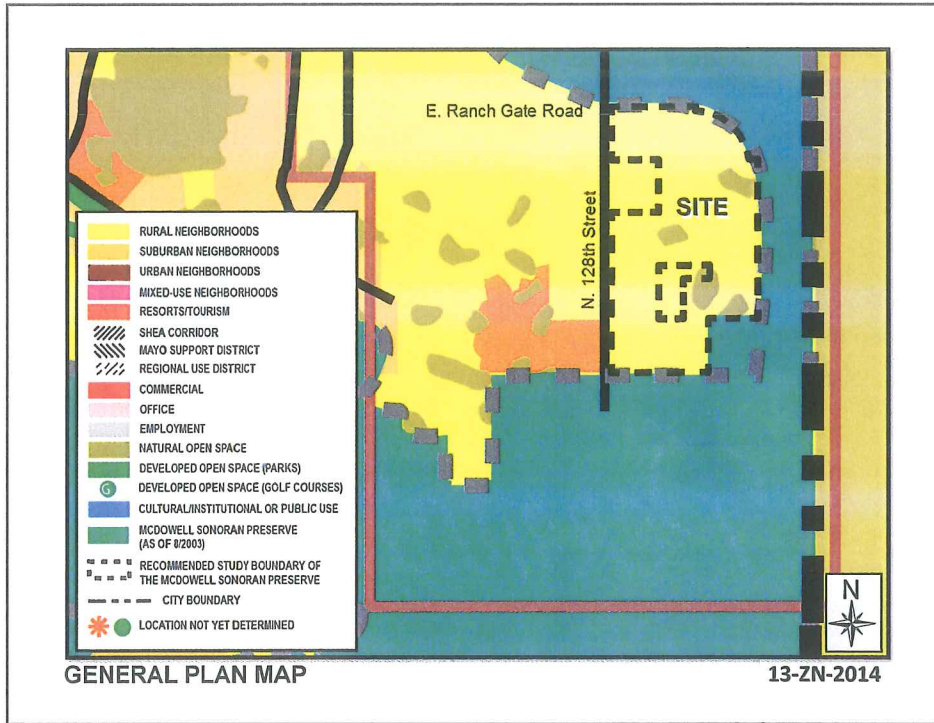 E. Ranch Gate Road
N. 128th Street
SITE
RURAL NEIGHBORHOODS
SUBURBAN NEIGHBORHOODS
URBAN NEIGHBORHOODS
MIXED-USE NEIGHBORHOODS
RESORTS/TOURISM
SHEA CORRIDOR
MAYO SUPPORT DISTRICT
REGIONAL USE DISTRICT
COMMERCIAL
OFFICE
EMPLOYMENT
NATURAL OPEN SPACE
DEVELOPED OPEN SPACE (PARKS)
G DEVELOPED OPEN SPACE (GOLF COURSES)
CULTURAL/INSTITUTIONAL OR PUBLIC USE
MCDOWELL SONORAN PRESERVE
(AS OF 8/2003)
RECOMMENDED STUDY BOUNDARY OF
THE MCDOWELL SONORAN PRESERVE
CITY BOUNDARY
LOCATION NOT YET DETERMINED
N
GENERAL PLAN MAP
13-ZN-2014